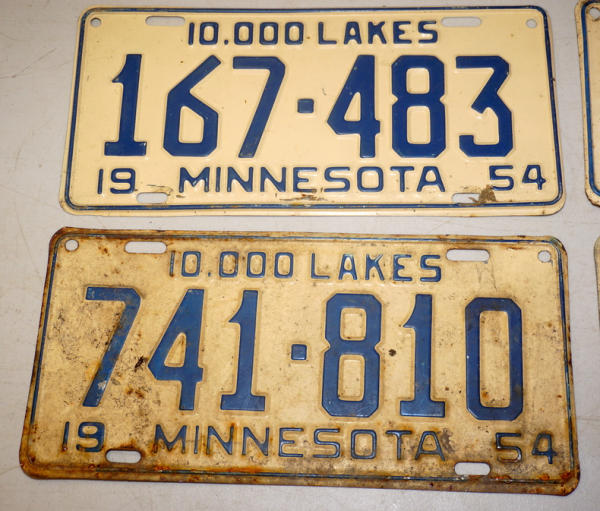 10,000 LAKES
167·483
19 MINNESOTA 54
10,000 LAKES
741·810
19 MINNESOTA 54